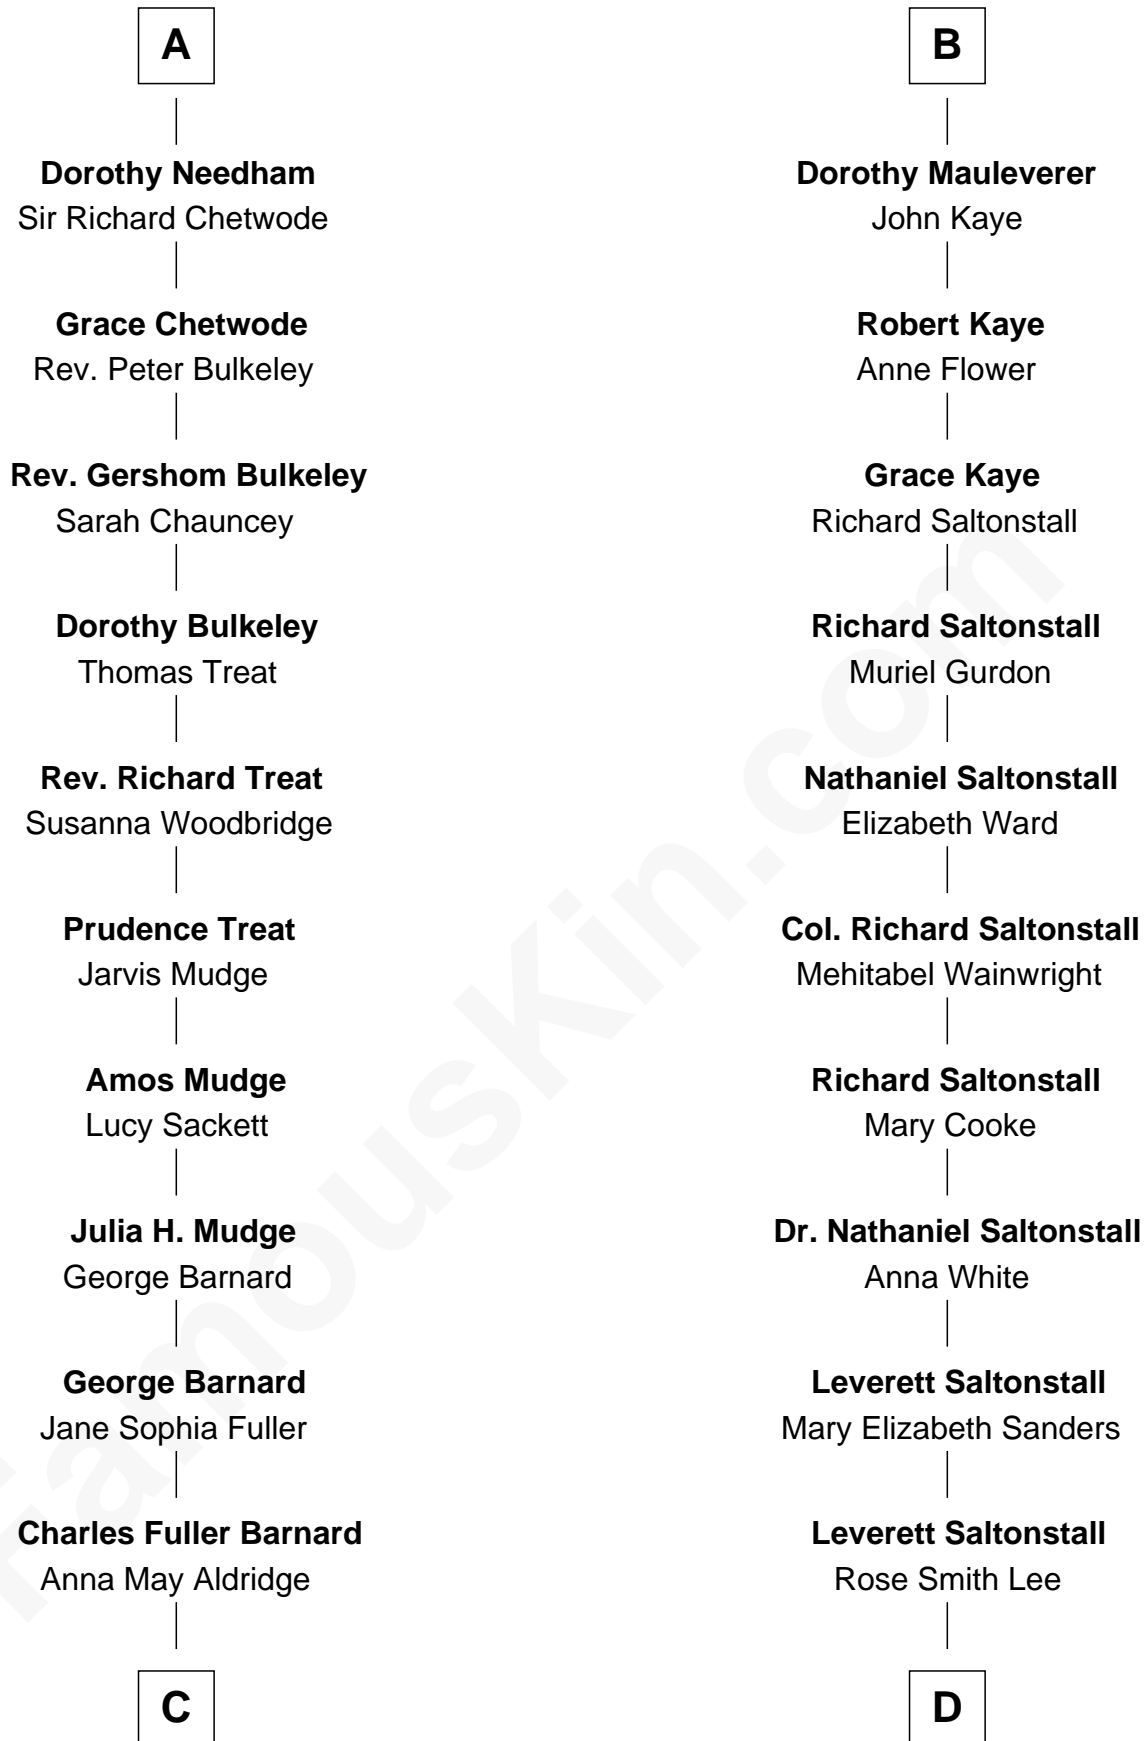 A
Dorothy Needham
Sir Richard Chetwode
Grace Chetwode
Rev. Peter Bulkeley
Rev. Gershom Bulkeley
Sarah Chauncey
Dorothy Bulkeley
Thomas Treat
Rev. Richard Treat
Susanna Woodbridge
Prudence Treat
Jarvis Mudge
Amos Mudge
Lucy Sackett
Julia H. Mudge
George Barnard
George Barnard
Jane Sophia Fuller
Charles Fuller Barnard
Anna May Aldridge
C
B
Dorothy Mauleverer
John Kaye
Robert Kaye
Anne Flower
Grace Kaye
Richard Saltonstall
Richard Saltonstall
Muriel Gurdon
Nathaniel Saltonstall
Elizabeth Ward
Col. Richard Saltonstall
Mehitabel Wainwright
Richard Saltonstall
Mary Cooke
Dr. Nathaniel Saltonstall
Anna White
Leverett Saltonstall
Mary Elizabeth Sanders
Leverett Saltonstall
Rose Smith Lee
D
FamousKin.com